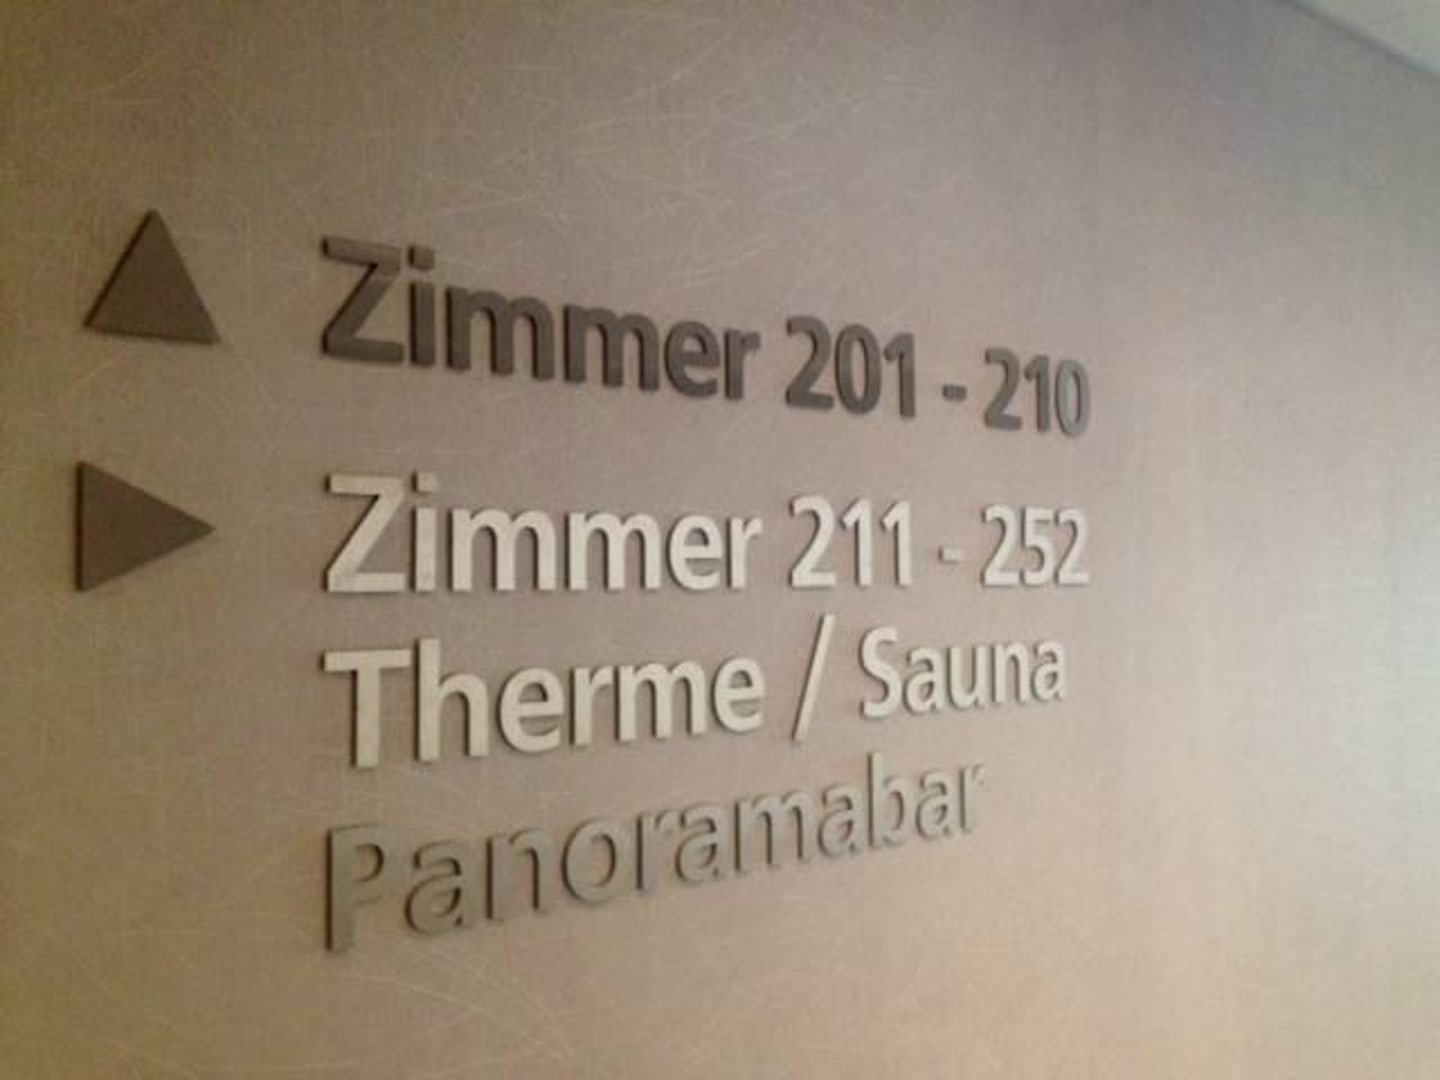 Zimmer 201 - 210
Zimmer 211 - 252
Therme / Sauna
Panoramabar